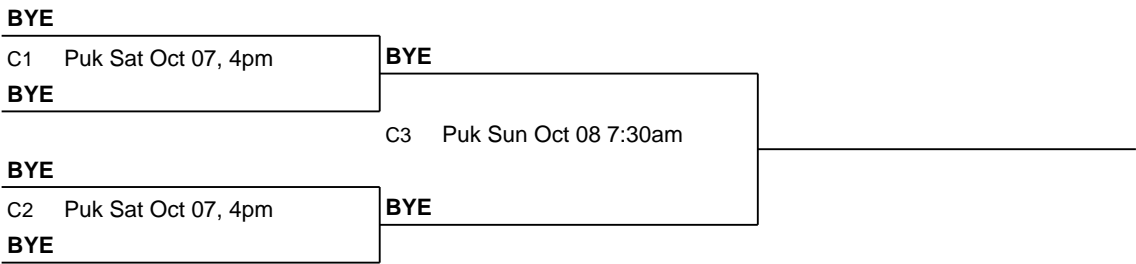 BYE
C1 Puk Sat Oct 07, 4pm
BYE
BYE
C3 Puk Sun Oct 08 7:30am
BYE
C2 Puk Sat Oct 07, 4pm
BYE
BYE